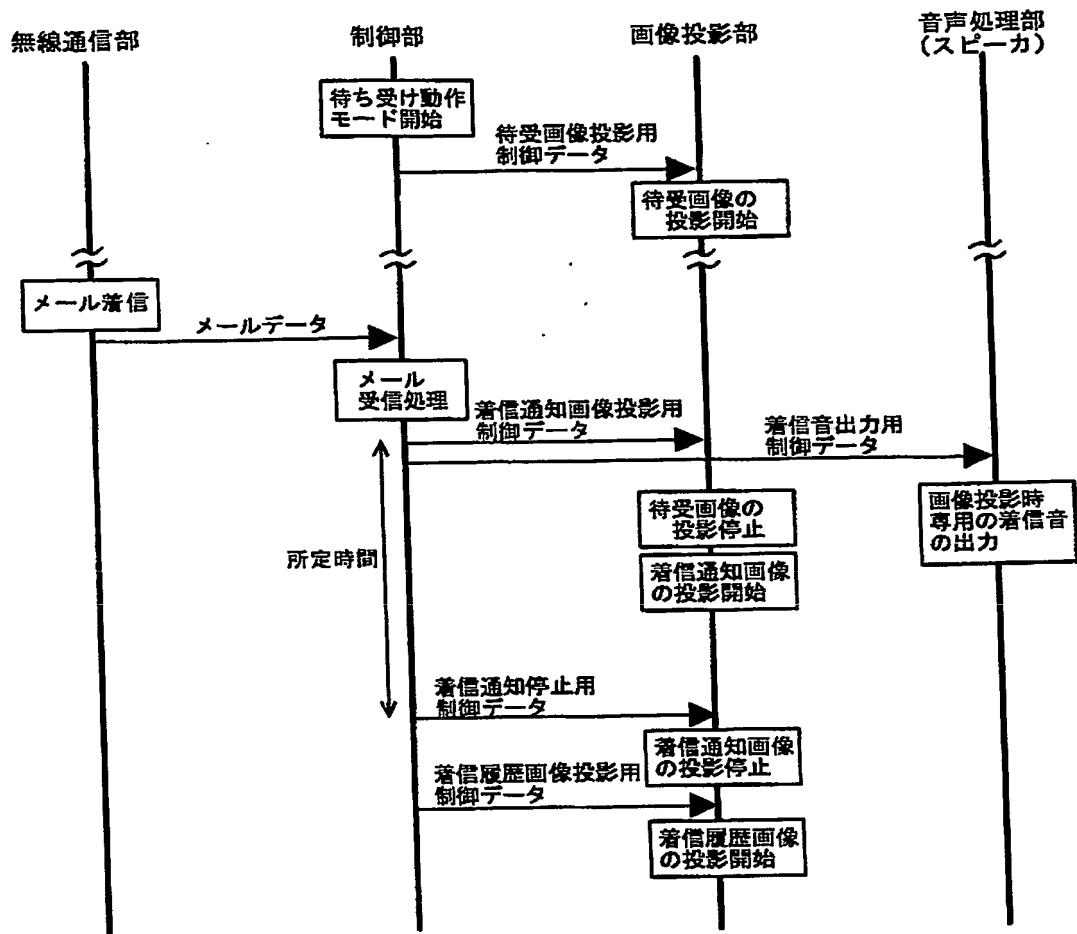 無線通信部
制御部
画像投影部
音声処理部
(スピーカ)
待ち受け動作
モード開始
待受画像投影用
制御データ
待受画像の
投影開始
メール着信
メールデータ
メール
受信処理
着信通知画像投影用
制御データ
着信音出力用
制御データ
待受画像の
投影停止
画像投影時
専用の着信音
の出力
所定時間
着信通知画像
の投影開始
着信通知停止用
制御データ
着信通知画像
の投影停止
着信履歴画像投影用
制御データ
着信履歴画像
の投影開始